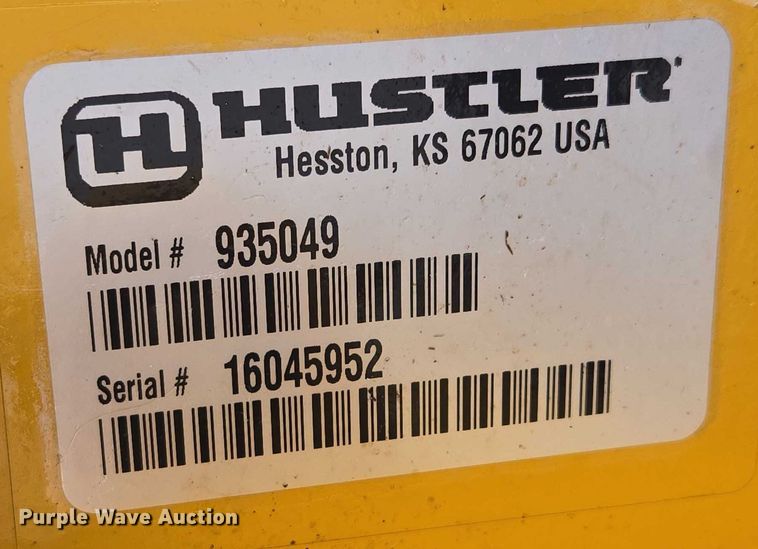 H HUSTLER
Hesston, KS 67062 USA
Model # 935049
Serial # 16045952
Purple Wave Auction